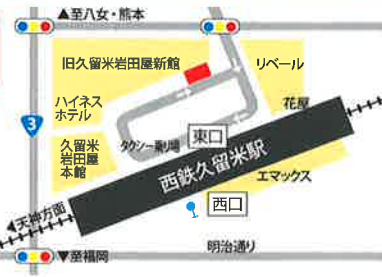 ▲至八女・熊本
旧久留米岩田屋新館
リベール
ハイネス
ホテル
花屋
3
久留米
岩田屋
本館
タクシー乗り場
東口
西鉄久留米駅
エマックス
西口
◀天神方面
▼至福岡
明治通り